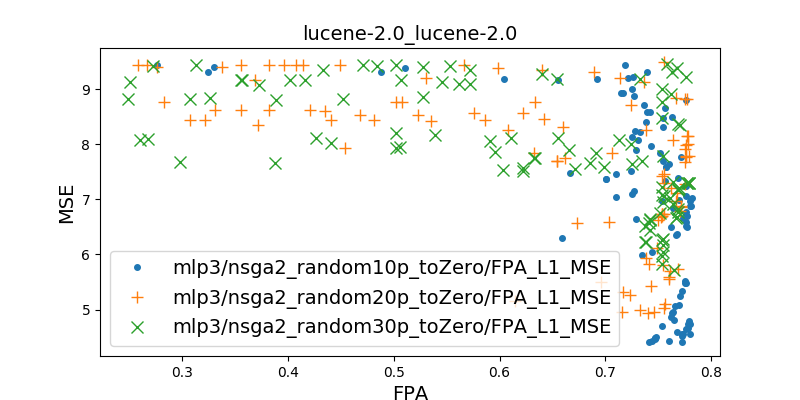 lucene-2.0_lucene-2.0
MSE
9
8
7
6
5
mlp3/nsga2_random10p_toZero/FPA_L1_MSE
mlp3/nsga2_random20p_toZero/FPA_L1_MSE
mlp3/nsga2_random30p_toZero/FPA_L1_MSE
0.3 0.4 0.5 0.6 0.7 0.8
FPA